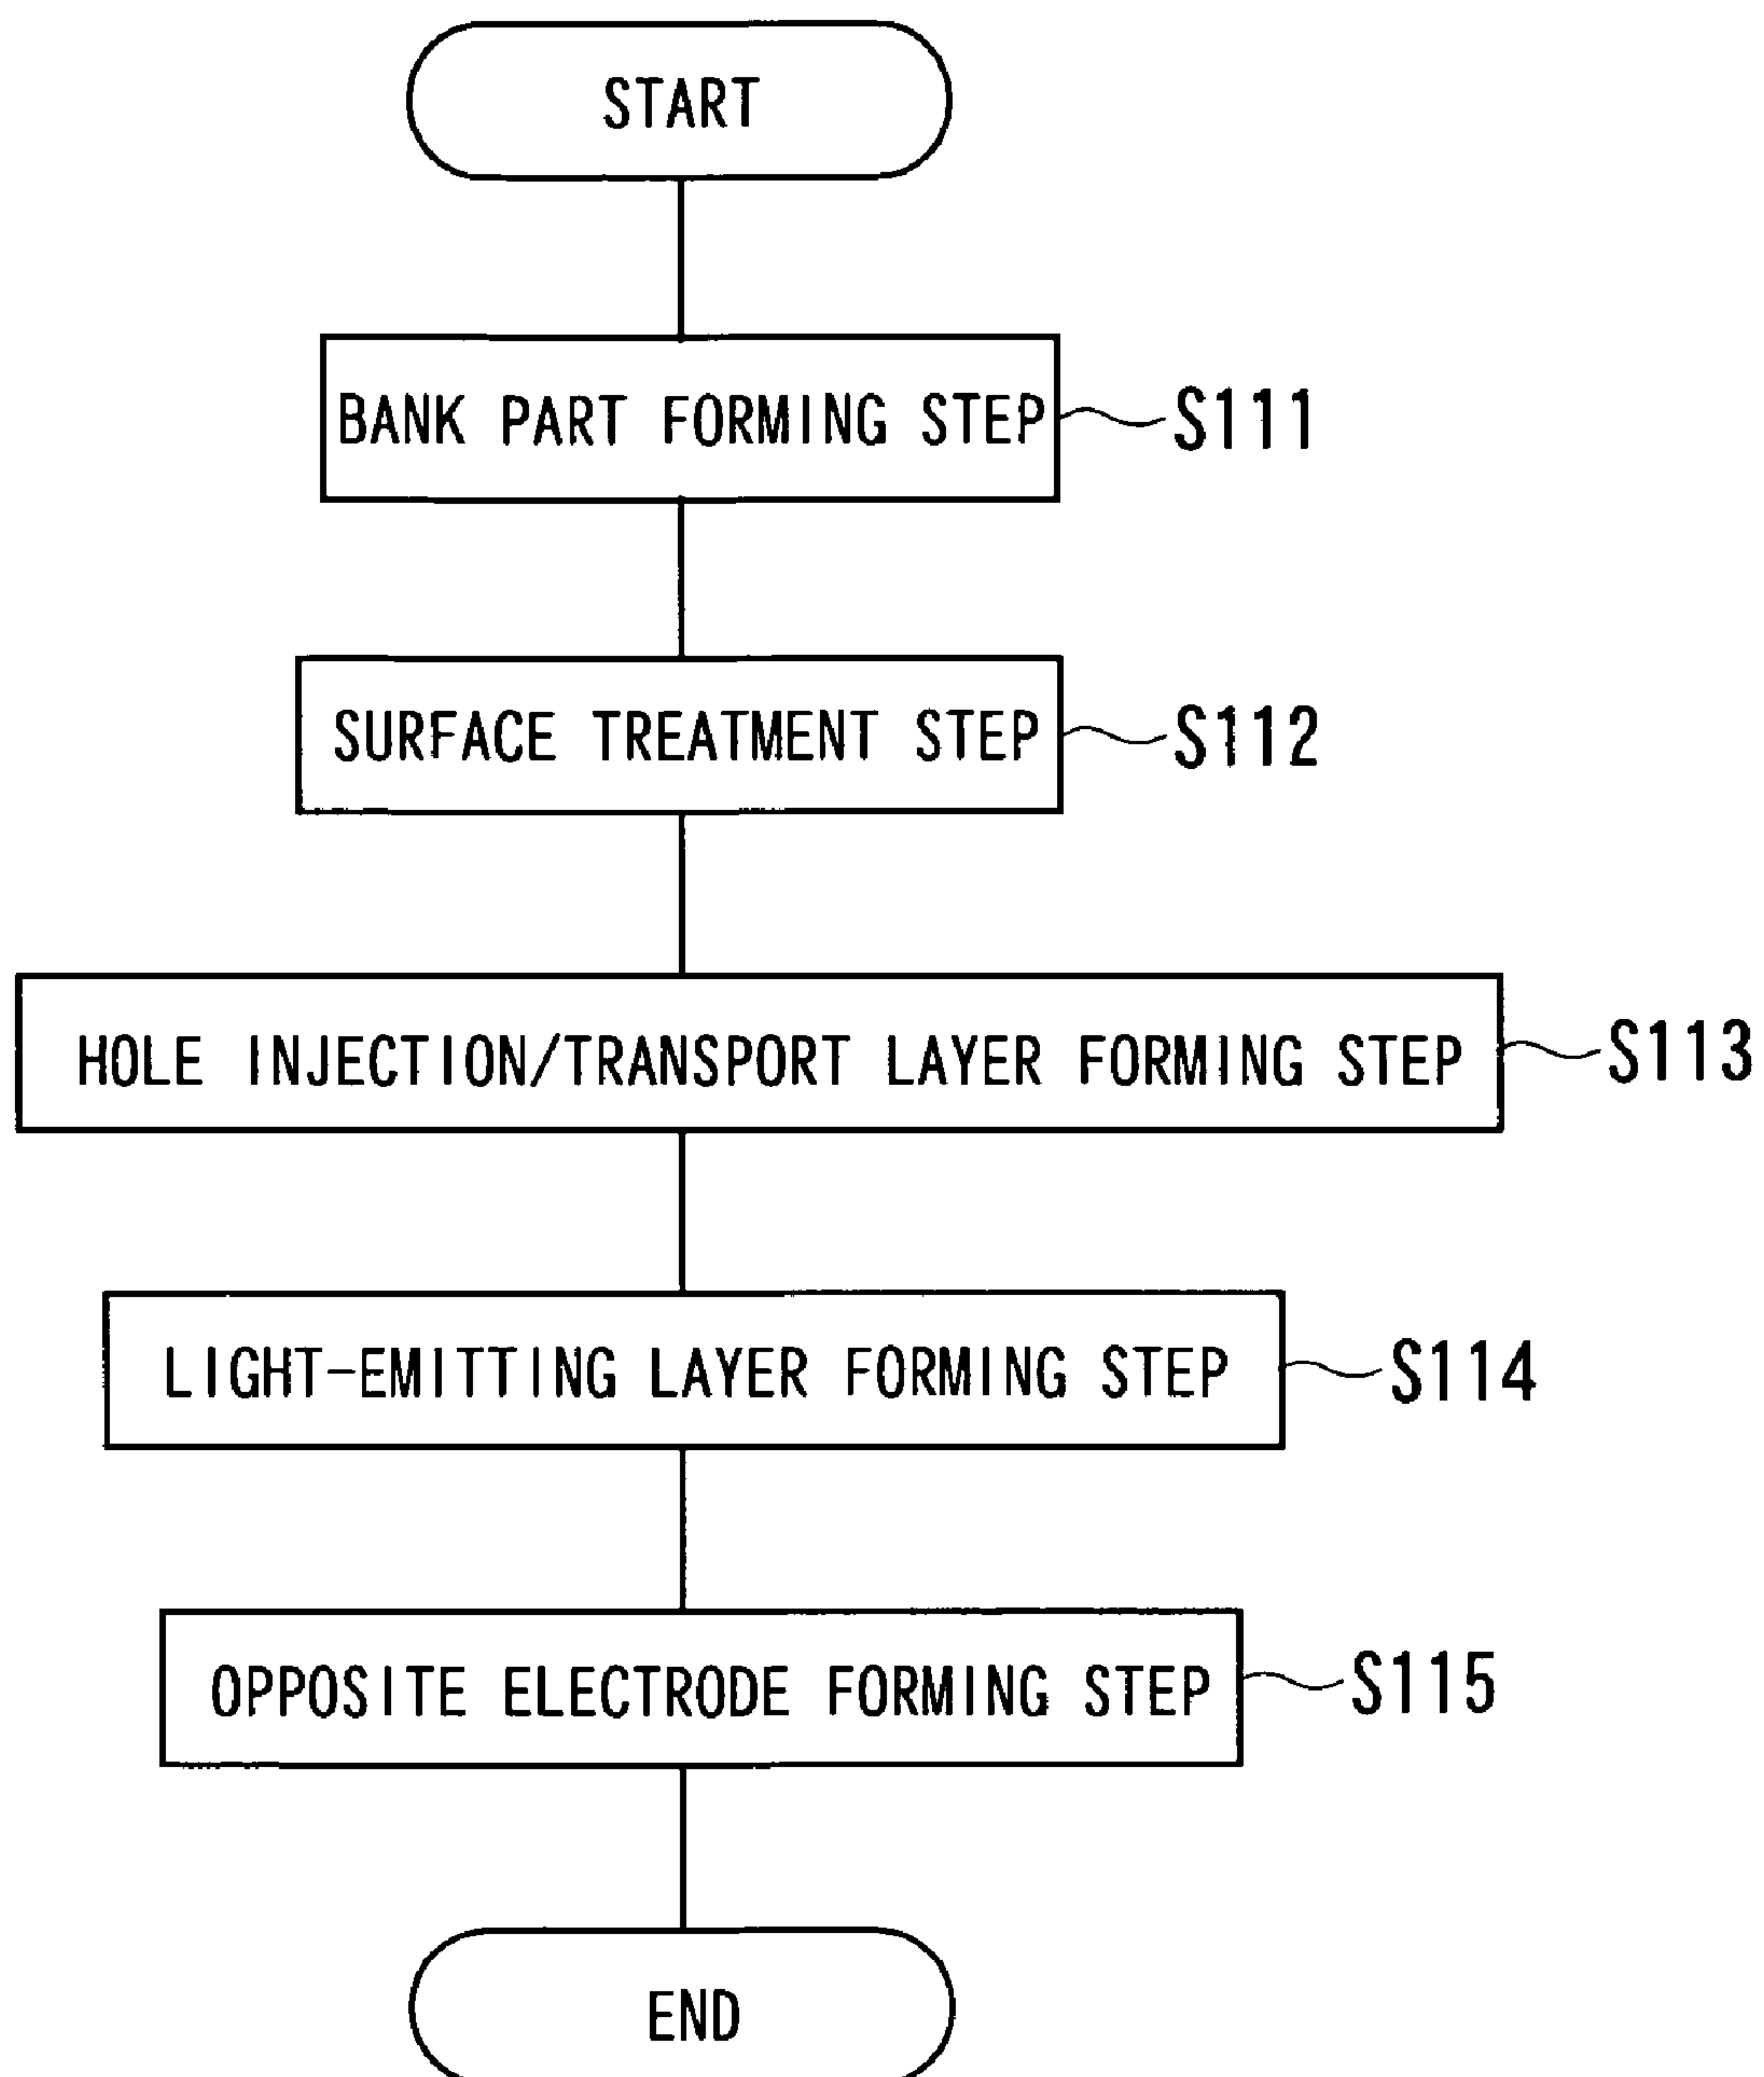 START
BANK PART FORMING STEP S111
SURFACE TREATMENT STEP S112
HOLE INJECTION/TRANSPORT LAYER FORMING STEP S113
LIGHT-EMITTING LAYER FORMING STEP S114
OPPOSITE ELECTRODE FORMING STEP S115
END